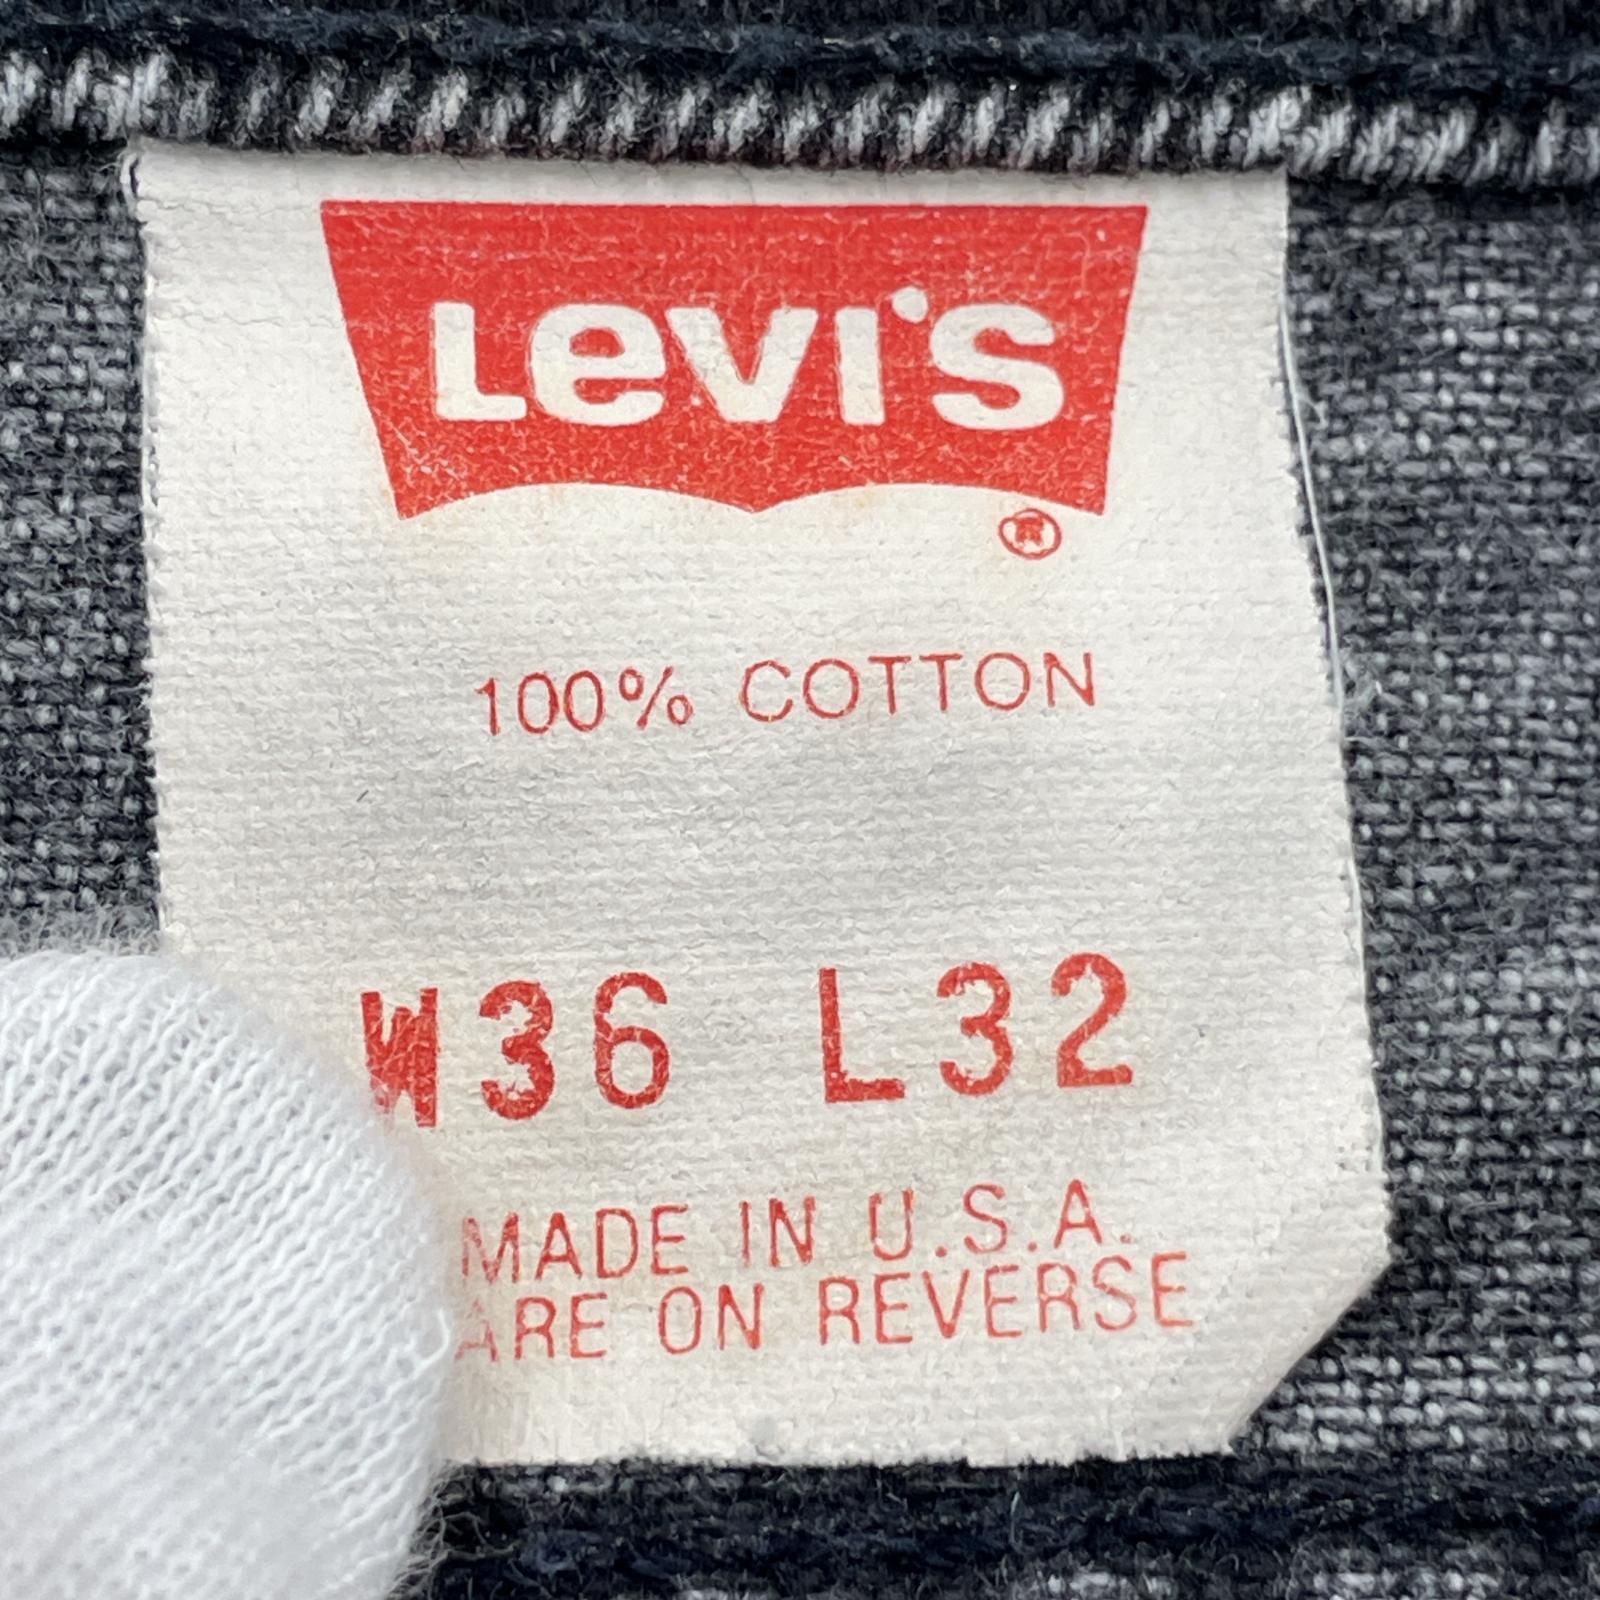 Levi's
®
100% COTTON
W36 L32
MADE IN U.S.A.
ARE ON REVERSE